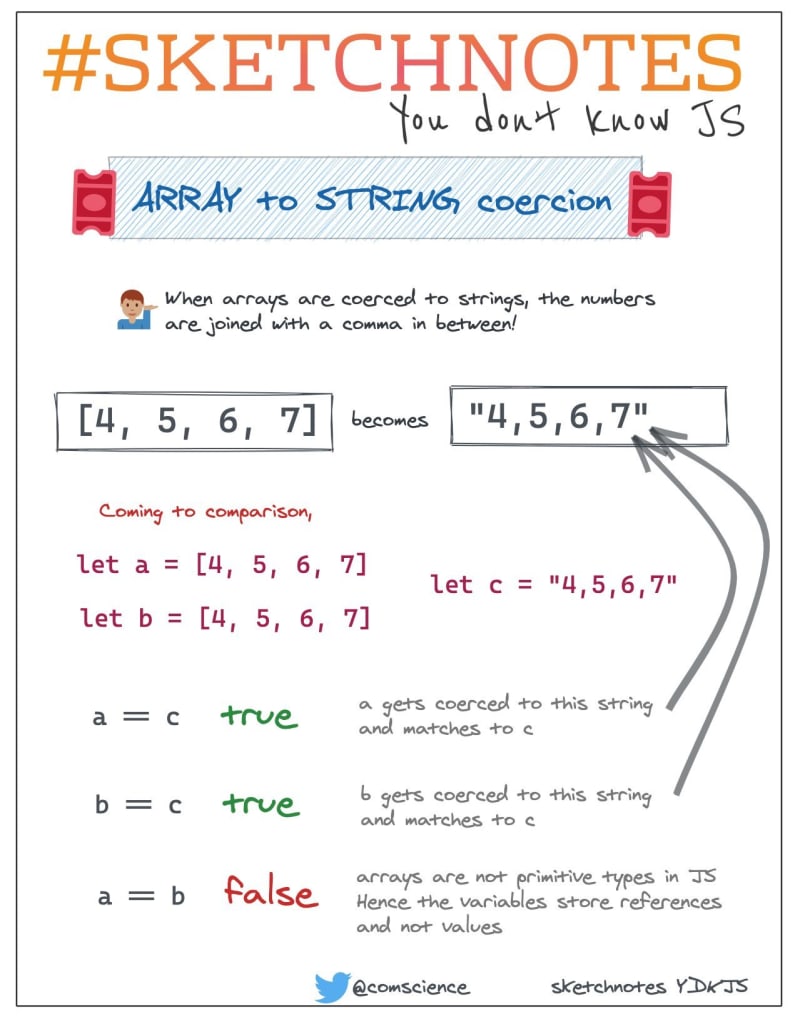 #SKETCHNOTES
You don't know JS
ARRAY to STRING coercion
When arrays are coerced to strings, the numbers
are joined with a comma in between!
[4, 5, 6, 7] becomes "4,5,6,7"
Coming to comparison,
let a = [4, 5, 6, 7]
let b = [4, 5, 6, 7]
let c = "4,5,6,7"
a == c true
a gets coerced to this string
and matches to c
b == c true
b gets coerced to this string
and matches to c
a == b false
arrays are not primitive types in JS
Hence the variables store references
and not values
@comscience
sketchnotes YDKJS